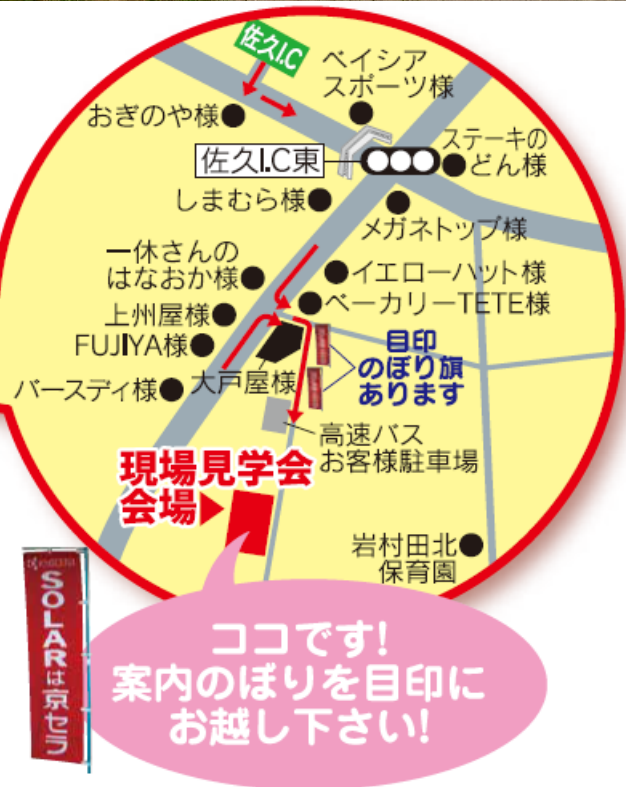 佐久I.C
ベイシア
スポーツ様
おぎのや様
ステーキの
どん様
佐久I.C東
しまむら様
メガネトップ様
一休さんの
はなおか様
イエローハット様
上州屋様
ベーカリーTETE様
FUJIYA様
目印
のぼり旗
あります
バースディ様
大戸屋様
高速バス
お客様駐車場
現場見学会
会場
岩村田北
保育園
KYOCERA
SOLARは京セラ
ココです!
案内のぼりを目印に
お越し下さい!